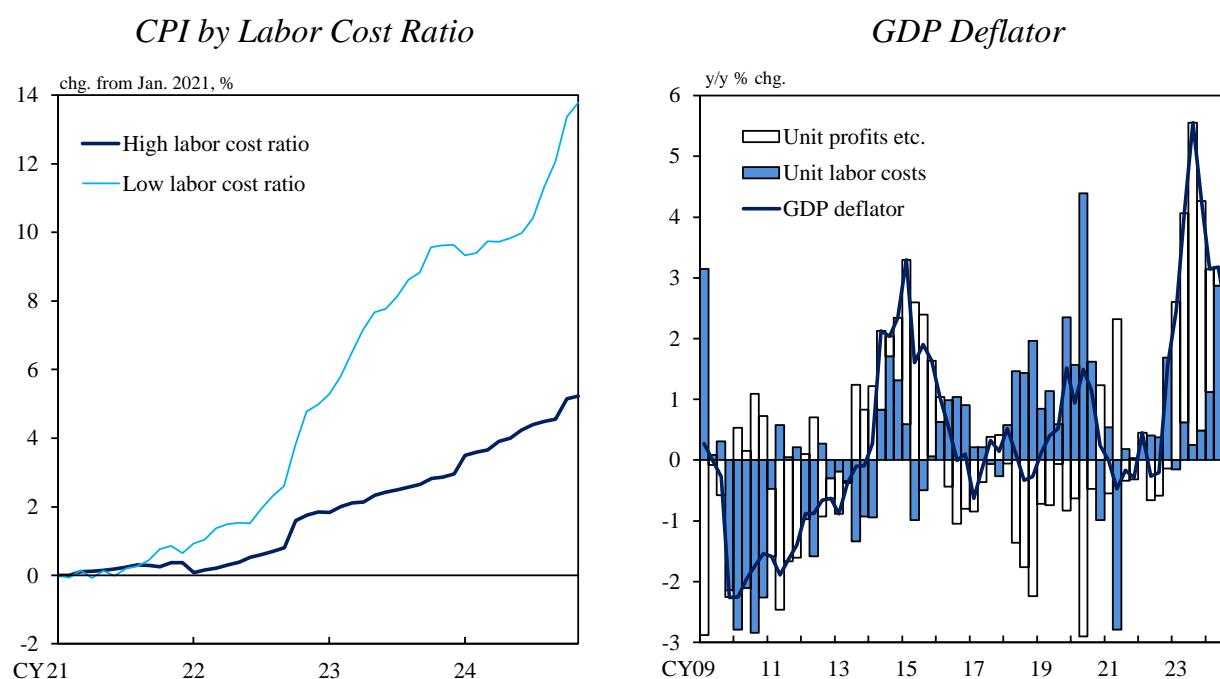 CPI by Labor Cost Ratio
chg. from Jan. 2021, %
14
12
10
8
6
4
2
0
-2
High labor cost ratio
Low labor cost ratio
CY21 22 23 24
GDP Deflator
y/y % chg.
6
5
4
3
2
1
0
-1
-2
-3
Unit profits etc.
Unit labor costs
GDP deflator
CY09 11 13 15 17 19 21 23